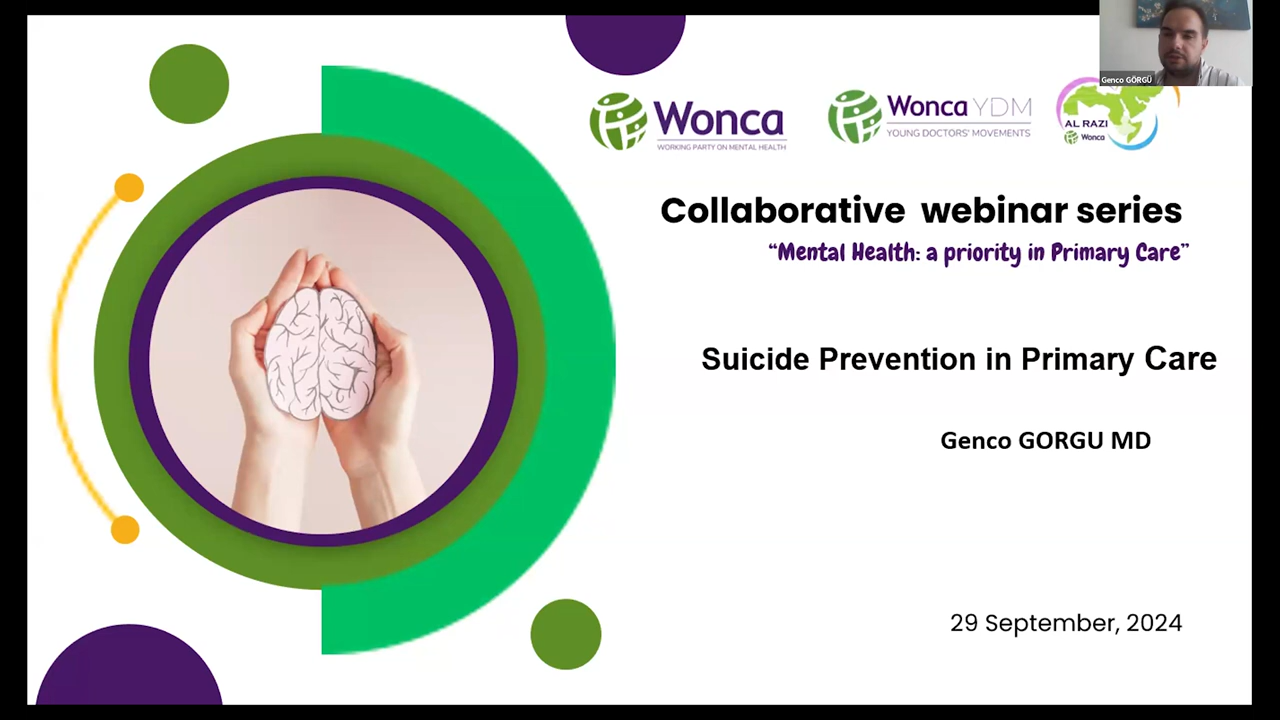 Genco GÖRGÜ
Wonca
WORKING PARTY ON MENTAL HEALTH
Wonca YDM
YOUNG DOCTORS' MOVEMENTS
AL RAZI
Wonca
Collaborative webinar series
“Mental Health: a priority in Primary Care”
Suicide Prevention in Primary Care
Genco GORGU MD
29 September, 2024